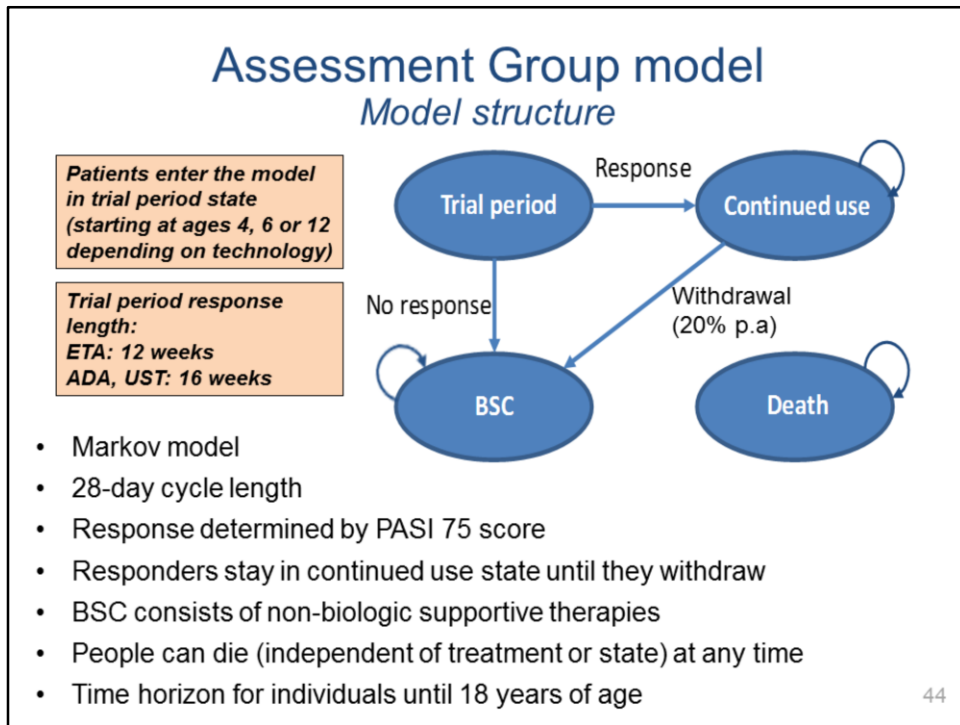 Assessment Group model
Model structure
Patients enter the model
in trial period state
(starting at ages 4, 6 or 12
depending on technology)
Trial period response
length:
ETA: 12 weeks
ADA, UST: 16 weeks
Trial period
Response
Continued use
No response
Withdrawal
(20% p.a)
BSC
Death
• Markov model
• 28-day cycle length
• Response determined by PASI 75 score
• Responders stay in continued use state until they withdraw
• BSC consists of non-biologic supportive therapies
• People can die (independent of treatment or state) at any time
• Time horizon for individuals until 18 years of age
44